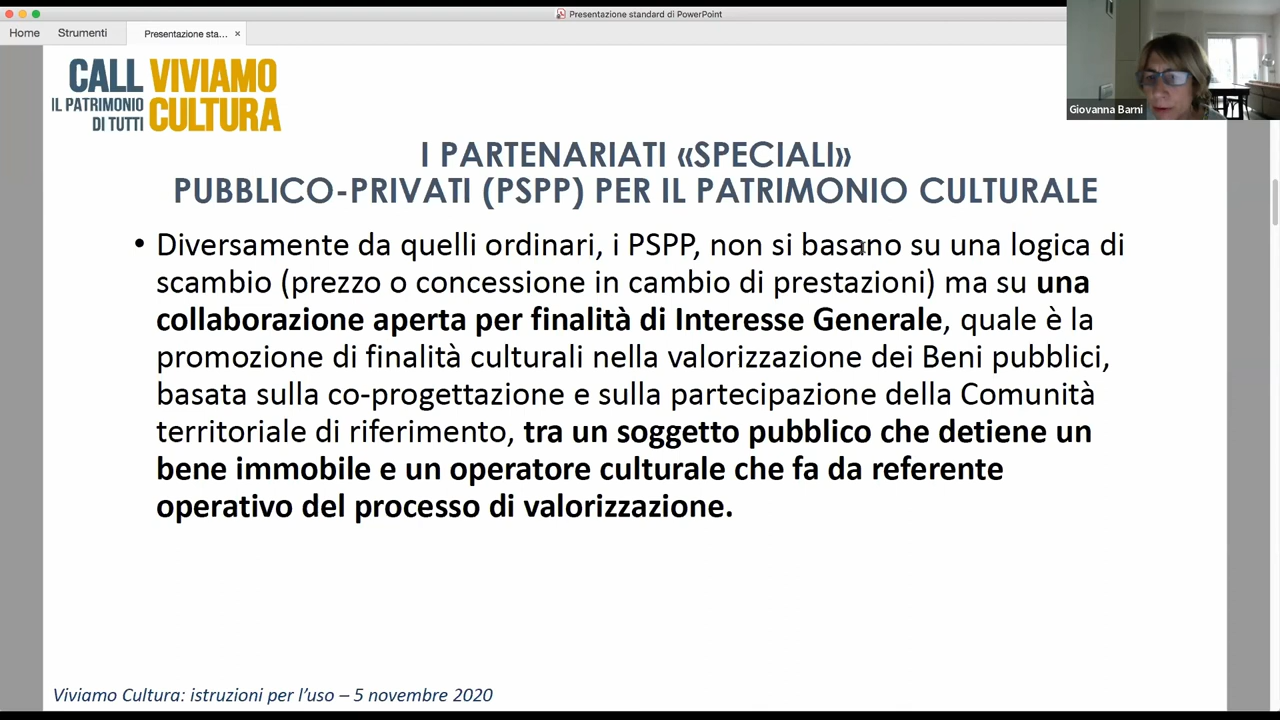 Presentazione standard di PowerPoint
Home
Strumenti
Presentazione sta...
×
CALL VIVIAMO
IL PATRIMONIO CULTURA
DI TUTTI
Giovanna Barni
I PARTENARIATI «SPECIALI»
PUBBLICO-PRIVATI (PSPP) PER IL PATRIMONIO CULTURALE
• Diversamente da quelli ordinari, i PSPP, non si basano su una logica di
scambio (prezzo o concessione in cambio di prestazioni) ma su una
collaborazione aperta per finalità di Interesse Generale, quale è la
promozione di finalità culturali nella valorizzazione dei Beni pubblici,
basata sulla co-progettazione e sulla partecipazione della Comunità
territoriale di riferimento, tra un soggetto pubblico che detiene un
bene immobile e un operatore culturale che fa da referente
operativo del processo di valorizzazione.
Viviamo Cultura: istruzioni per l'uso – 5 novembre 2020